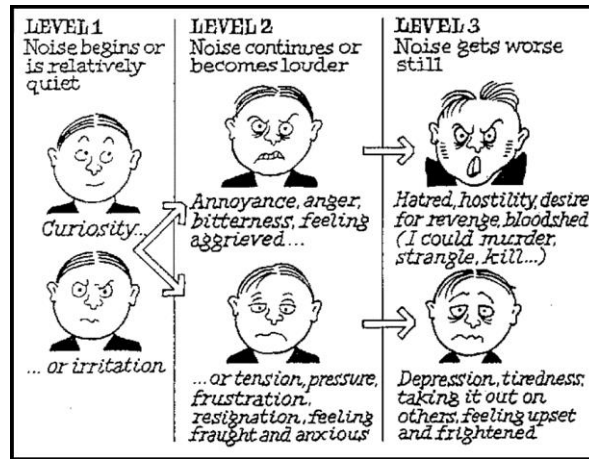 LEVEL 1
Noise begins or
is relatively
quiet
Curiosity...
... or irritation
LEVEL 2
Noise continues or
becomes louder
Annoyance, anger,
bitterness, feeling
aggrieved...
...or tension, pressure,
frustration,
resignation, feeling
fraught and anxious
LEVEL 3
Noise gets worse
still
Hatred, hostility, desire
for revenge, bloodshed
(I could murder,
strangle, kill...)
Depression, tiredness,
taking it out on
others, feeling upset
and frightened